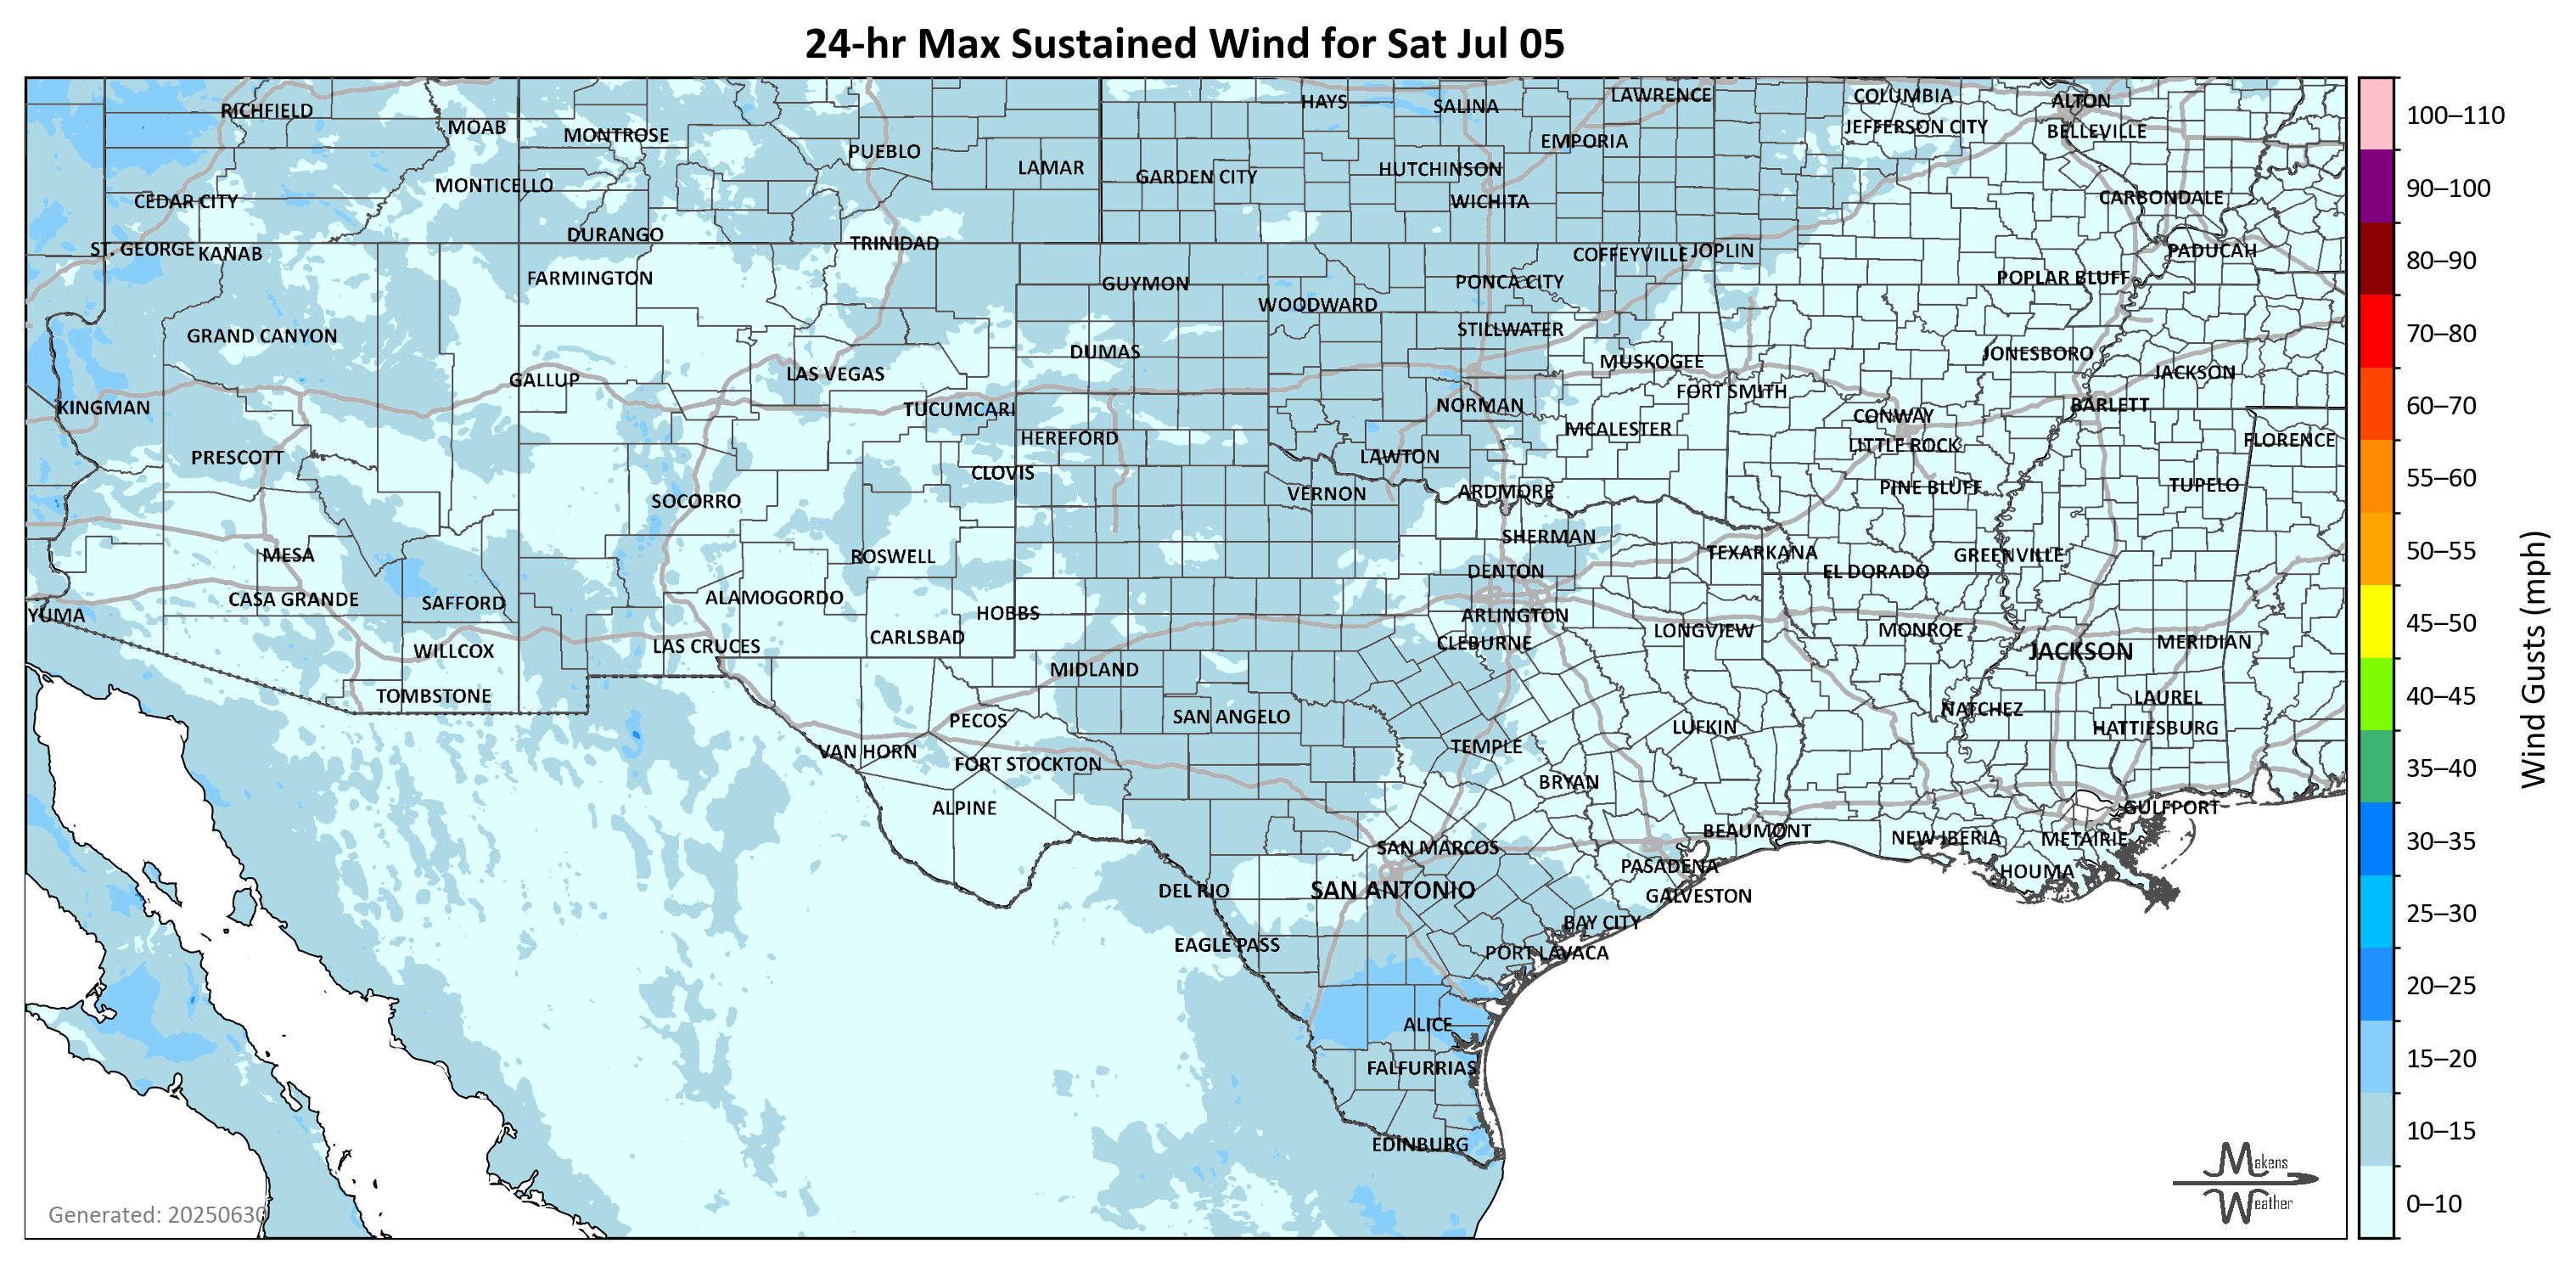 24-hr Max Sustained Wind for Sat Jul 05
RICHFIELD
MOAB
MONTROSE
PUEBLO
LAMAR
HAYS
SALINA
LAWRENCE
COLUMBIA
ALTON
JEFFERSON CITY
BELLEVILLE
EMPORIA
GARDEN CITY
HUTCHINSON
WICHITA
CARBONDALE
MONTICELLO
CEDAR CITY
DURANGO
TRINIDAD
ST. GEORGE
KANAB
COFFEYVILLE
JOPLIN
PADUCAH
FARMINGTON
GUYMON
PONCA CITY
POPLAR BLUFF
WOODWARD
GRAND CANYON
STILLWATER
DUMAS
MUSKOGEE
JONESBORO
JACKSON
GALLUP
LAS VEGAS
FORT SMITH
KINGMAN
TUCUMCARI
NORMAN
CONWAY
BARLETT
HEREFORD
MCALESTER
LITTLE ROCK
FLORENCE
PRESCOTT
CLOVIS
LAWTON
SOCORRO
VERNON
ARDMORE
PINE BLUFF
TUPELO
SHERMAN
MESA
ROSWELL
TEXARKANA
GREENVILLE
DENTON
EL DORADO
CASA GRANDE
SAFFORD
ALAMOGORDO
HOBBS
YUMA
ARLINGTON
CARLSBAD
CLEBURNE
LONGVIEW
MONROE
MERIDIAN
WILLCOX
LAS CRUCES
JACKSON
MIDLAND
TOMBSTONE
LAUREL
PECOS
SAN ANGELO
LUFKIN
NATCHEZ
HATTIESBURG
VAN HORN
FORT STOCKTON
TEMPLE
BRYAN
ALPINE
GULFPORT
BEAUMONT
NEW IBERIA
METAIRIE
SAN MARCOS
PASADENA
HOUMA
DEL RIO
SAN ANTONIO
GALVESTON
BAY CITY
EAGLE PASS
PORT LAVACA
ALICE
FALFURRIAS
EDINBURG
Generated: 20250630
Makens
Weather
100–110
90–100
80–90
70–80
60–70
55–60
50–55
45–50
40–45
35–40
30–35
25–30
20–25
15–20
10–15
0–10
Wind Gusts (mph)